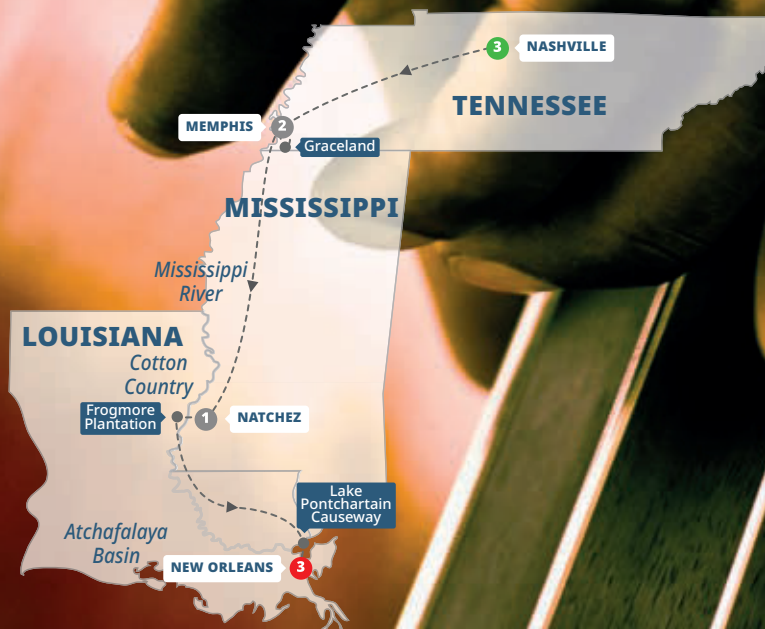 3 NASHVILLE
TENNESSEE
MEMPHIS 2
Graceland
MISSISSIPPI
Mississippi
River
LOUISIANA
Cotton
Country
Frogmore
Plantation
1 NATCHEZ
Lake
Pontchartain
Causeway
Atchafalaya
Basin
NEW ORLEANS 3